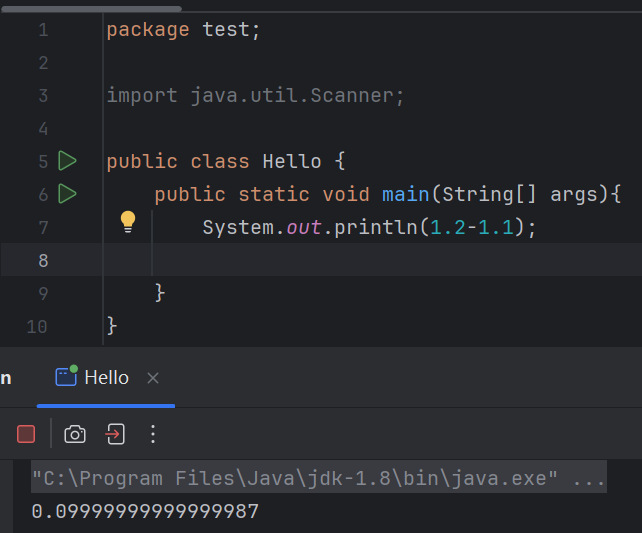 1 package test;
2
3 import java.util.Scanner;
4
5 public class Hello {
6 public static void main(String[] args){
7 System.out.println(1.2-1.1);
8
9 }
10 }
n Hello
"C:\Program Files\Java\jdk-1.8\bin\java.exe" ...
0.09999999999999987